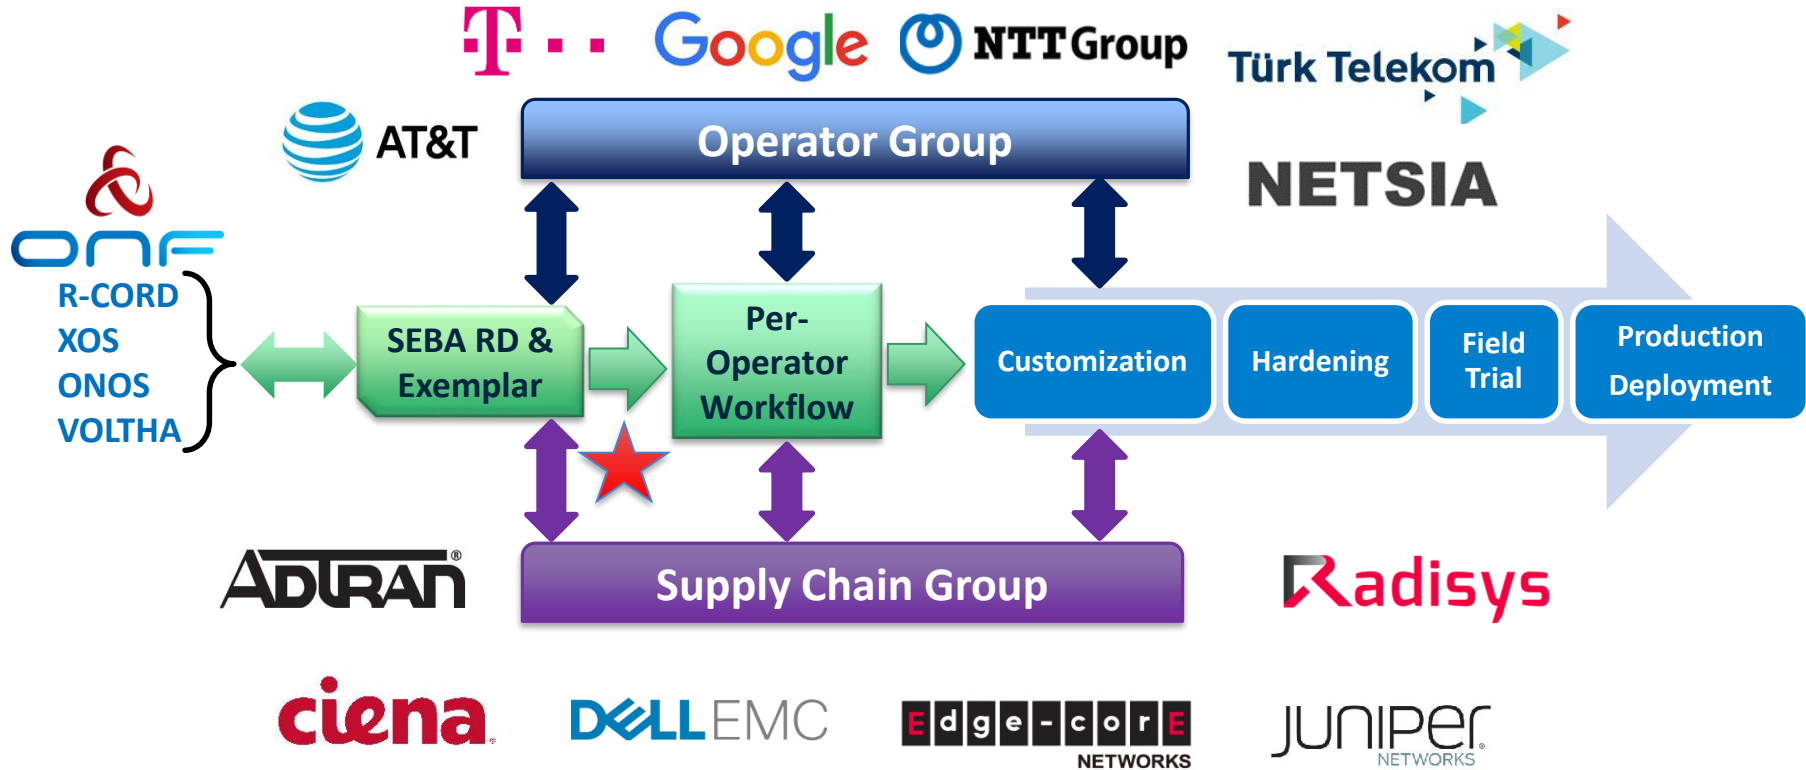 T
Google
NTT Group
Türk Telekom
AT&T
Operator Group
NETSIA
ONF
R-CORD
XOS
ONOS
VOLTHA
SEBA RD &
Exemplar
Per-
Operator
Workflow
Customization
Hardening
Field
Trial
Production
Deployment
ADTRAN®
Supply Chain Group
Radisys
ciena®
DELL EMC
Edge-corE
NETWORKS
JUNIPer®
NETWORKS